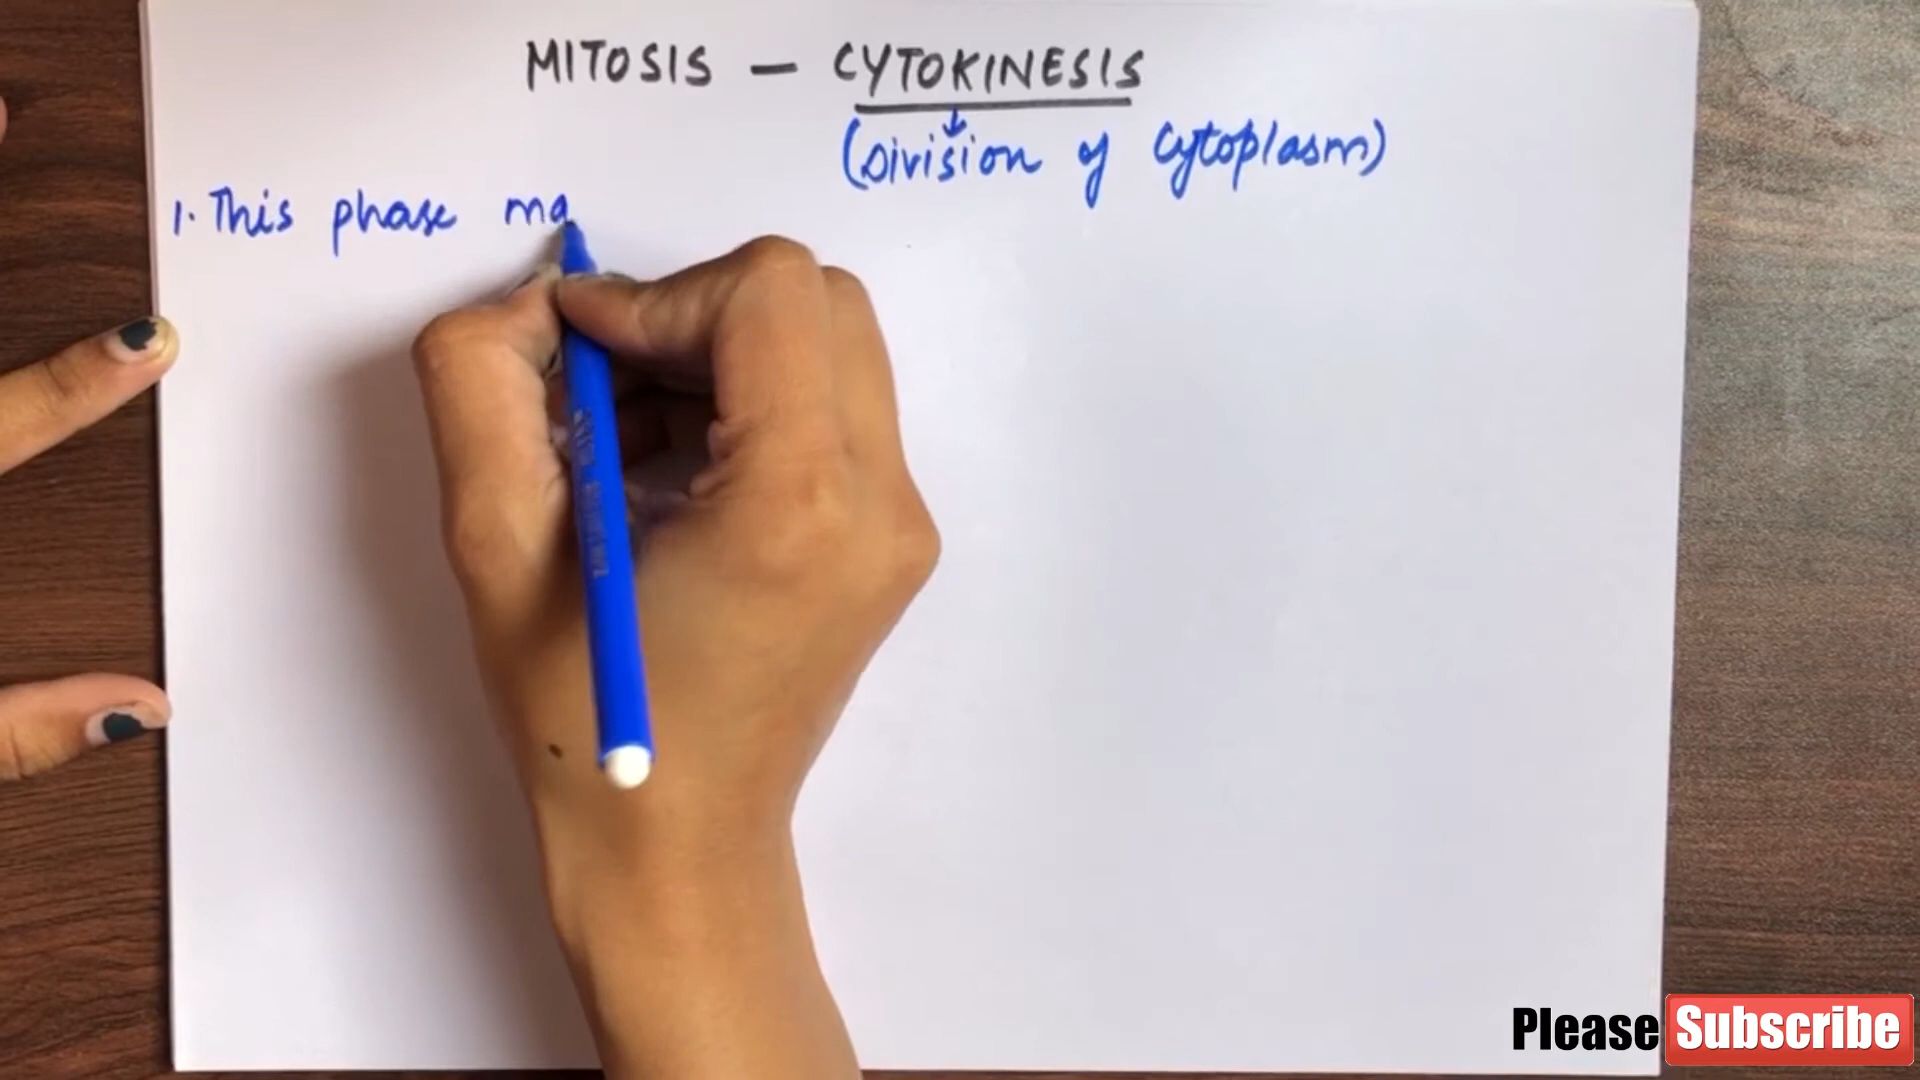 MITOSIS — CYTOKINESIS
(Division of Cytoplasm)
1. This phase ma
Please Subscribe